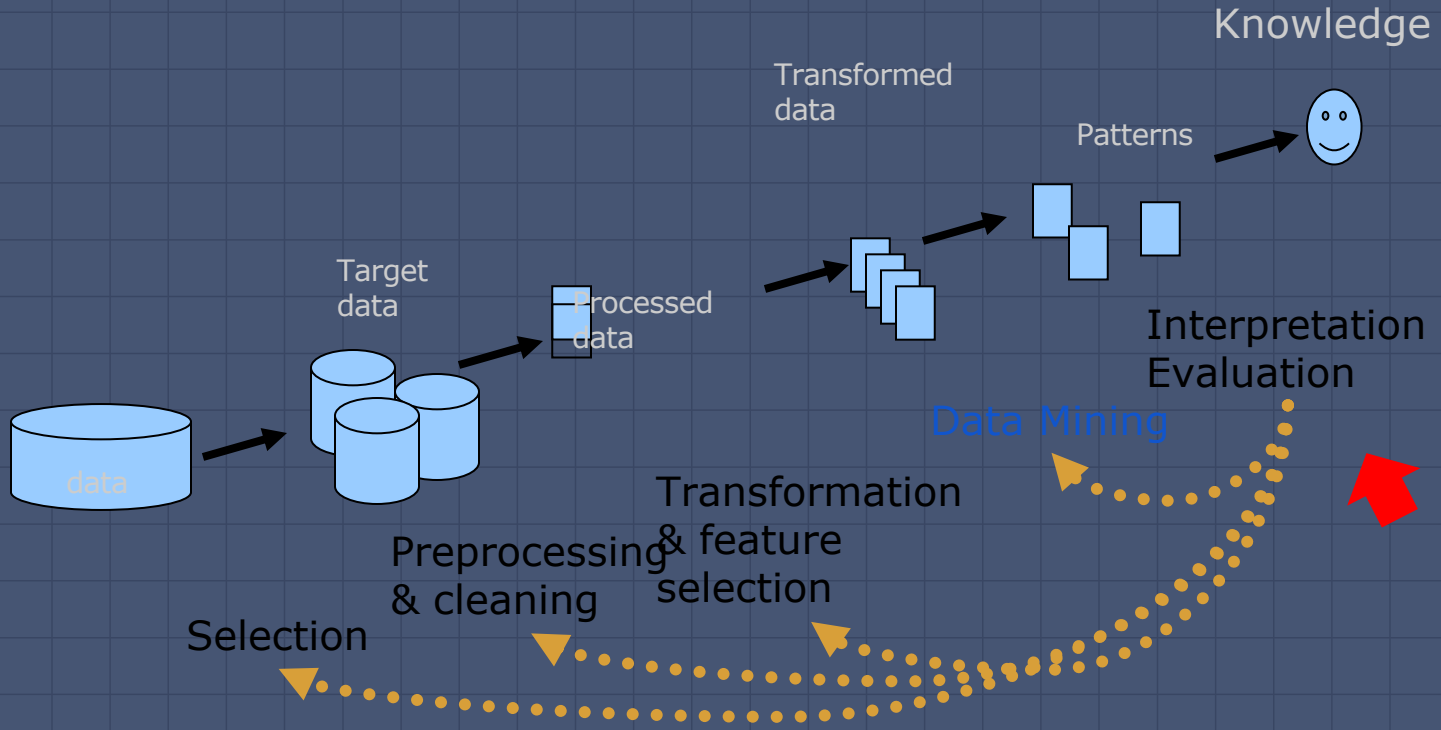 Knowledge
Transformed
data
Patterns
Target
data
Processed
data
Interpretation
Evaluation
Data Mining
data
Transformation
& feature
selection
Preprocessing
& cleaning
Selection